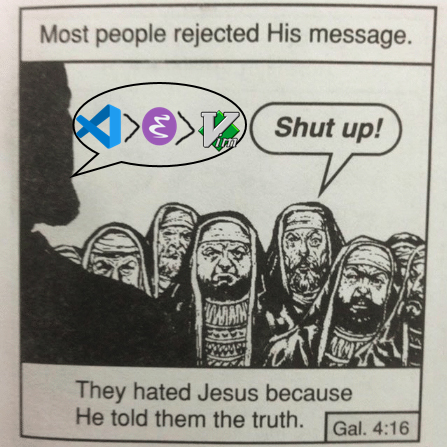 Most people rejected His message.
> > Vim
Shut up!
They hated Jesus because
He told them the truth.
Gal. 4:16